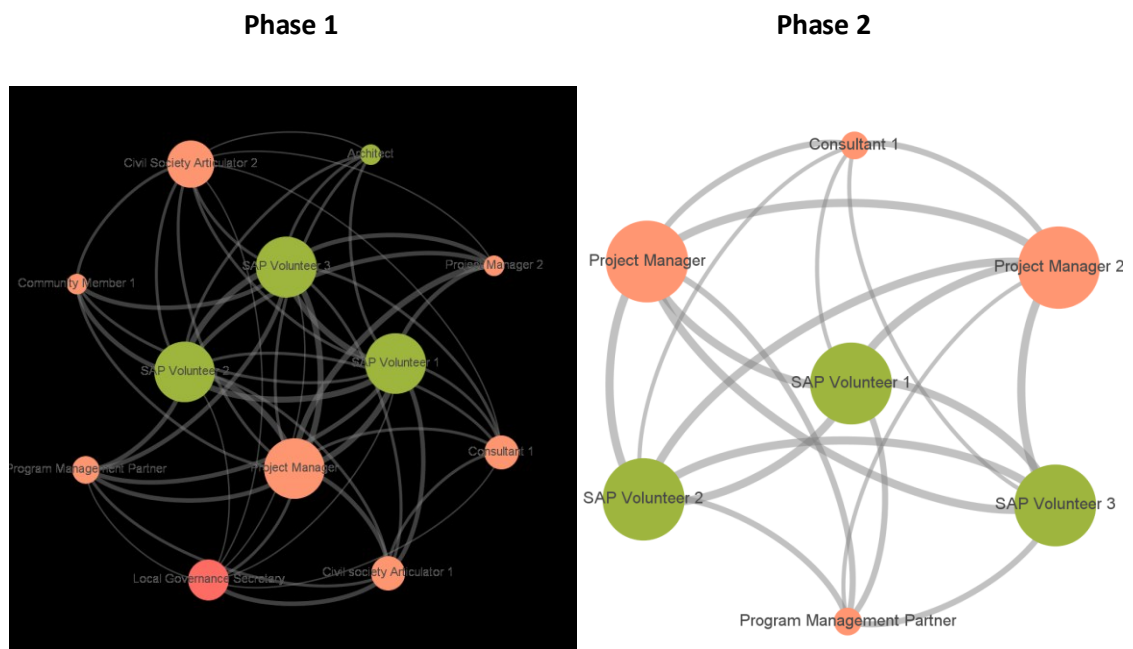 Phase 1
Phase 2
Civil Society Articulator 2
Architect
SAP Volunteer 3
Project Manager 2
Community Member 1
SAP Volunteer 2
SAP Volunteer 1
Program Management Partner
Project Manager
Consultant 1
Local Governance Secretary
Civil society Articulator 1
Consultant 1
Project Manager
Project Manager 2
SAP Volunteer 1
SAP Volunteer 2
SAP Volunteer 3
Program Management Partner